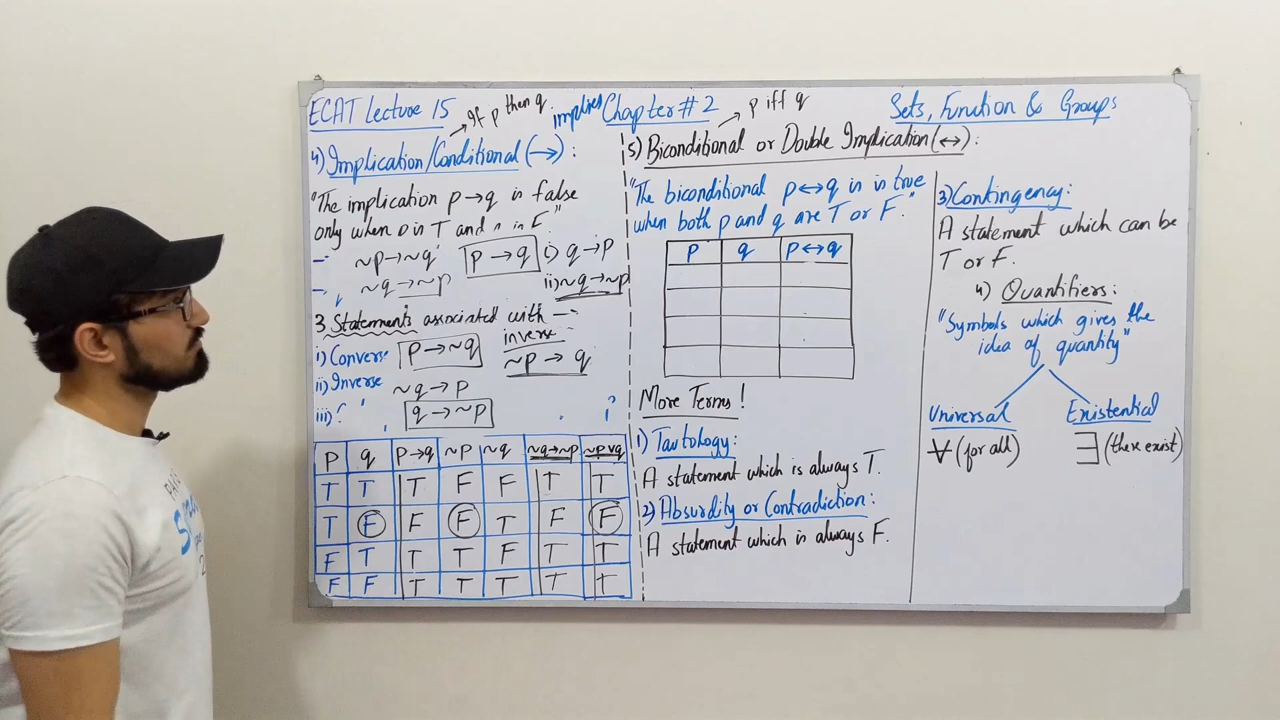 ECAT Lecture 15
Chapter # 2
Sets, Function & Groups
If p then q
implies
4) Implication/Conditional (→):
"The implication p→q is false
only when p is T and q is F."
~p→~q
p→q
i) q→p
~q→~p
ii) ~q→~p
3 Statements associated with
i) Converse
p→~q
inverse
~p → q
ii) Inverse
~q→p
iii)
q→~p
p q p→q ~p ~q ~q→~p ~p∨q
T T T F F T T
T F F F T F F
F T T T F T T
F F T T T T T
p iff q
5) Biconditional or Double Implication (↔):
"The biconditional p↔q is is true
when both p and q are T or F."
p q p↔q
More Terms!
1) Tautology:
A statement which is always T.
2) Absurdity or Contradiction:
A statement which is always F.
3) Contingency:
A statement which can be
T or F.
4) Quantifiers:
"Symbols which gives the
idea of quantity"
Universal
Existential
∀ (for all)
∃ (there exist)